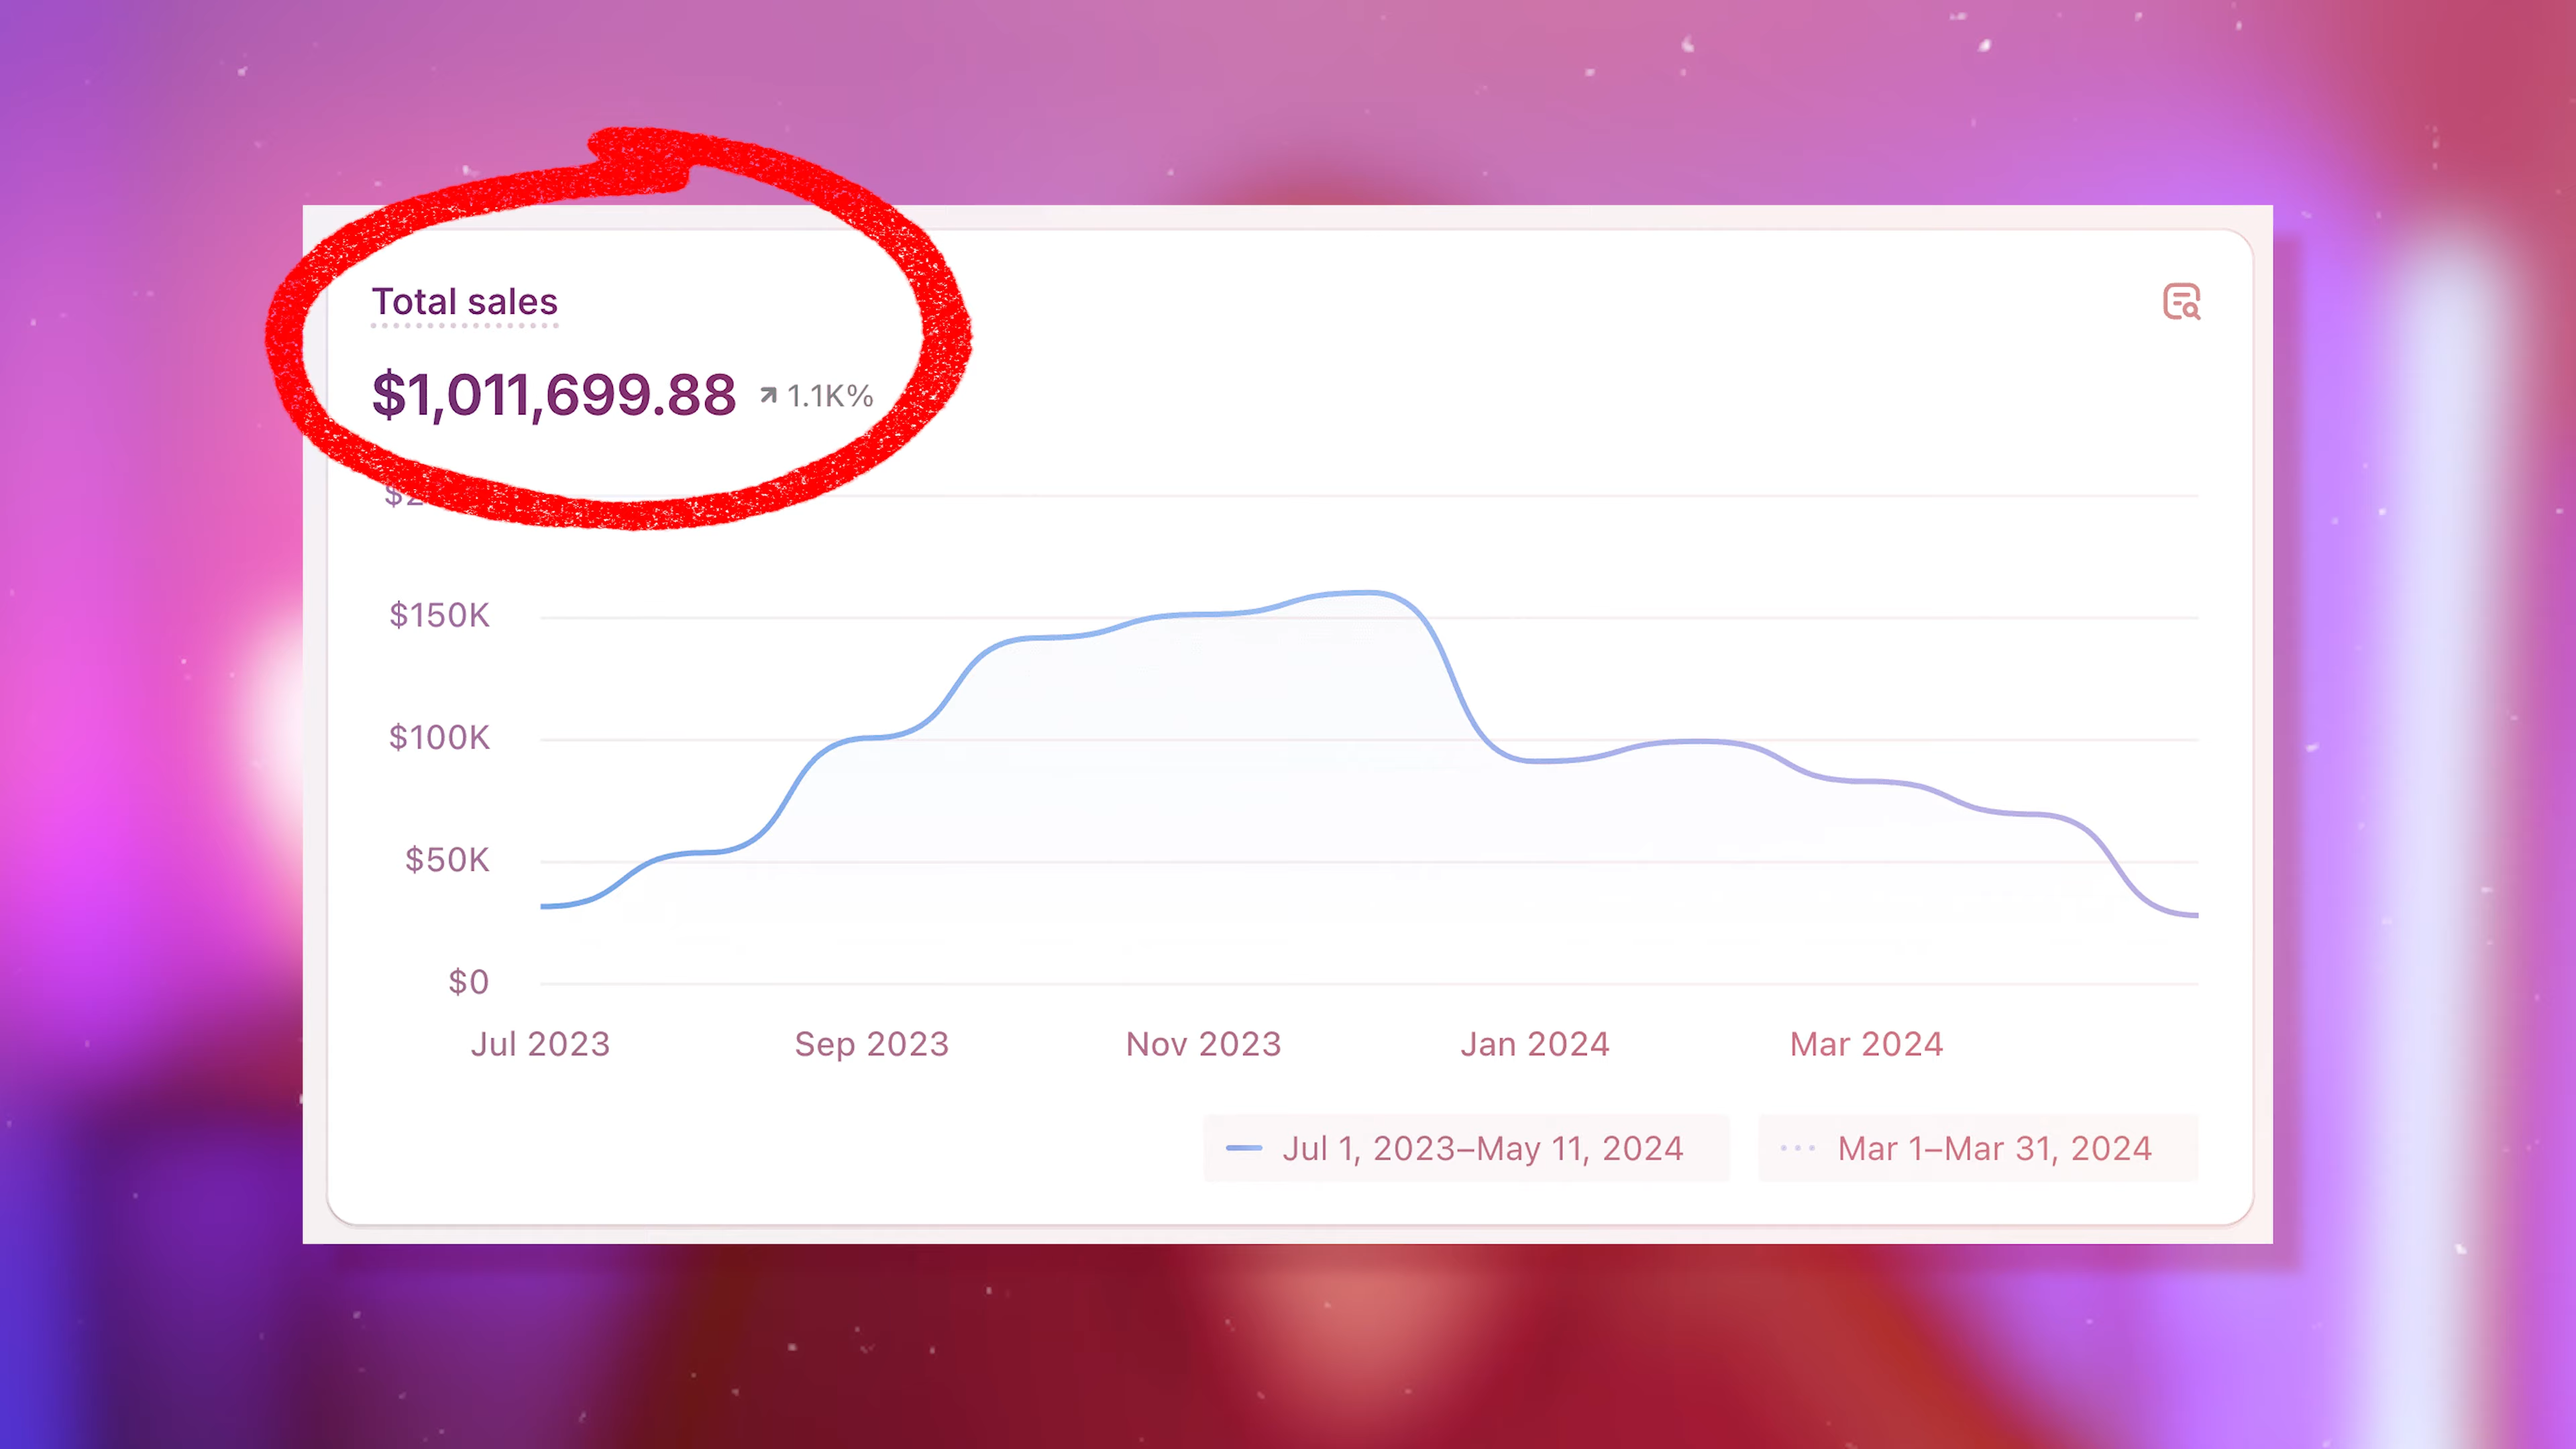 Total sales
$1,011,699.88 1.1K%
$150K
$100K
$50K
$0
Jul 2023 Sep 2023 Nov 2023 Jan 2024 Mar 2024
Jul 1, 2023–May 11, 2024 Mar 1–Mar 31, 2024